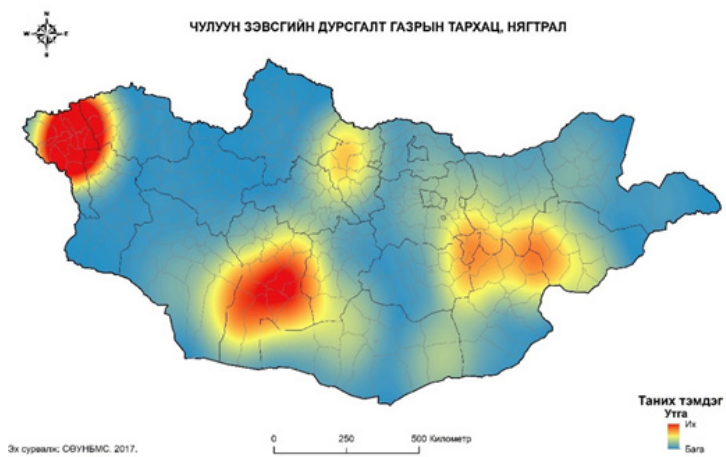 N
W E
S
ЧУЛУУН ЗЭВСГИЙН ДУРСГАЛТ ГАЗРЫН ТАРХАЦ, НЯГТРАЛ
Таних тэмдэг
Утга
Их
Бага
Эх сурвалж: СӨУНБМС. 2017.
0 250 500 Километр